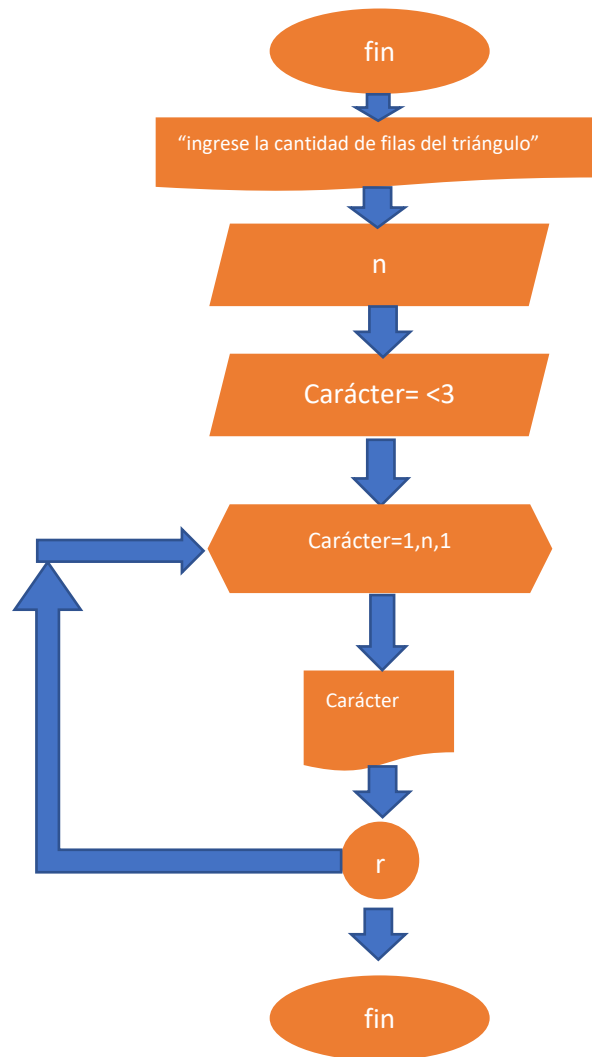 fin
“ingrese la cantidad de filas del triángulo”
n
Carácter= <3
Carácter=1,n,1
Carácter
r
fin